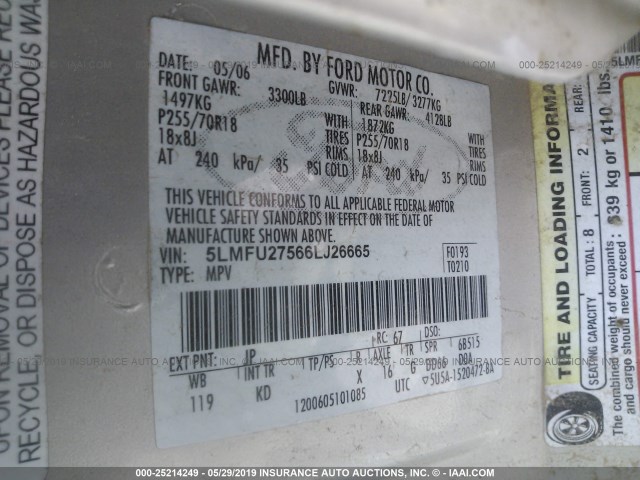 MFD. BY FORD MOTOR CO.
DATE: 05/06 GVWR: 7225LB/ 3277KG
FRONT GAWR: 3300LB REAR GAWR: 4128LB
1497KG WITH 1872KG WITH
P255/70R18 TIRES P255/70R18 TIRES
18x8J RIMS 18x8J RIMS
AT 240 kPa/ 35 PSI COLD AT 240 kPa/ 35 PSI COLD
THIS VEHICLE CONFORMS TO ALL APPLICABLE FEDERAL MOTOR
VEHICLE SAFETY STANDARDS IN EFFECT ON THE DATE OF
MANUFACTURE SHOWN ABOVE.
VIN: 5LMFU27566LJ26665 F0193
TYPE: MPV T0210
RC: 67 DSO:
EXT PNT: JP 6B515
WB INT TR TP/PS R AXLE TR SPR
119 KD X 16 G
1200605101085 UTC ▽5U5A-1520472-BA
UPON REMOVAL OF DEVICES PLEASE
RECYCLE, OR DISPOSE AS HAZARDOUS WAS
TIRE AND LOADING INFORMA
SEATING CAPACITY TOTAL: 8 FRONT: 2
The combined weight of occupants
and cargo should never exceed: 639 kg or 1410 lbs.
5LMF
000-25214249 - 05/29/2019 INSURANCE AUTO AUCTIONS, INC. - © IAAI.COM